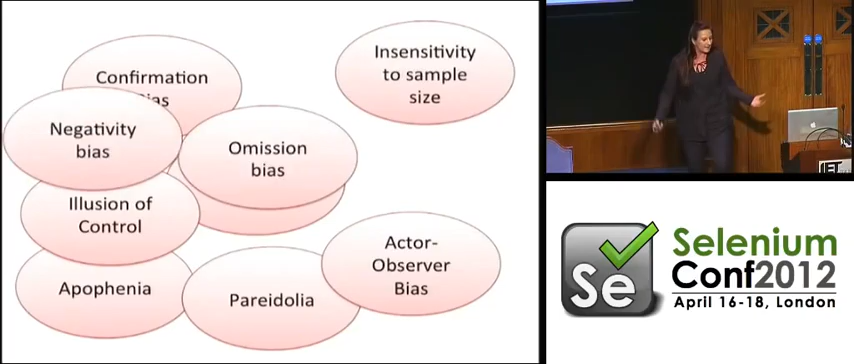 Confirmation
Bias
Insensitivity
to sample
size
Negativity
bias
Omission
bias
Illusion of
Control
Actor-
Observer
Bias
Apophenia
Pareidolia
IET
Se
Selenium
Conf2012
April 16-18, London